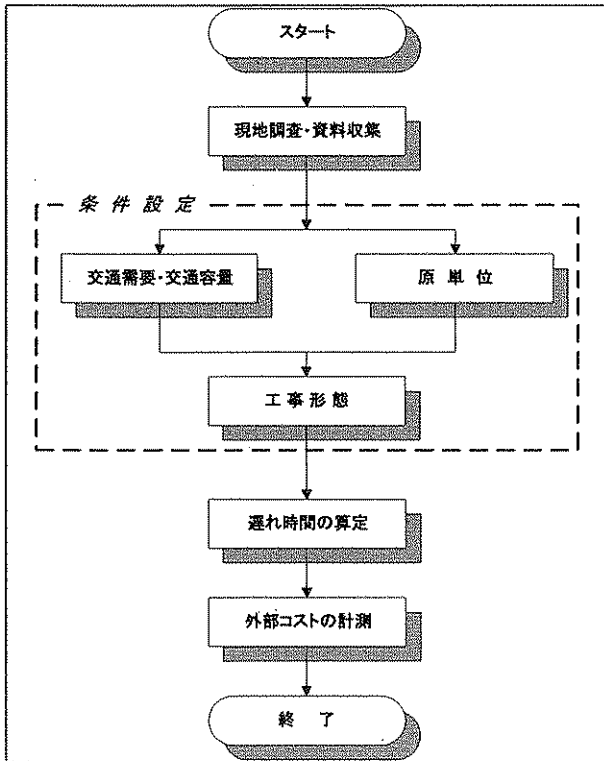 スタート
現地調査・資料収集
条件設定
交通需要・交通容量
原単位
工事形態
遅れ時間の算定
外部コストの計測
終了